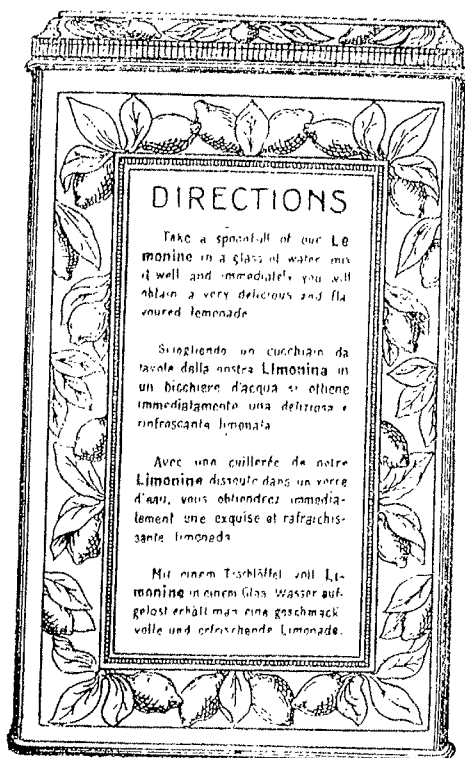 DIRECTIONS
Take a spoonfull of our Le
monine in a glass of water mix
it well and immediately you will
obtain a very delicious and fla
voured lemonade
Sciogliendo un cucchiaio da
tavola della nostra Limonina in
un bicchiere d'acqua si ottiene
immediatamente una deliziosa e
rinfrescante limonata.
Avec une cuillerée de notre
Limonine dissoute dans un verre
d'eau, vous obtiendrez immedia-
tement une exquise et rafraichis-
sante limonade.
Mit einem Tischlöffel voll Li-
monine in einem Glas Wasser auf-
gelost erhält man eine geschmack
volle und erfrischende Limonade.